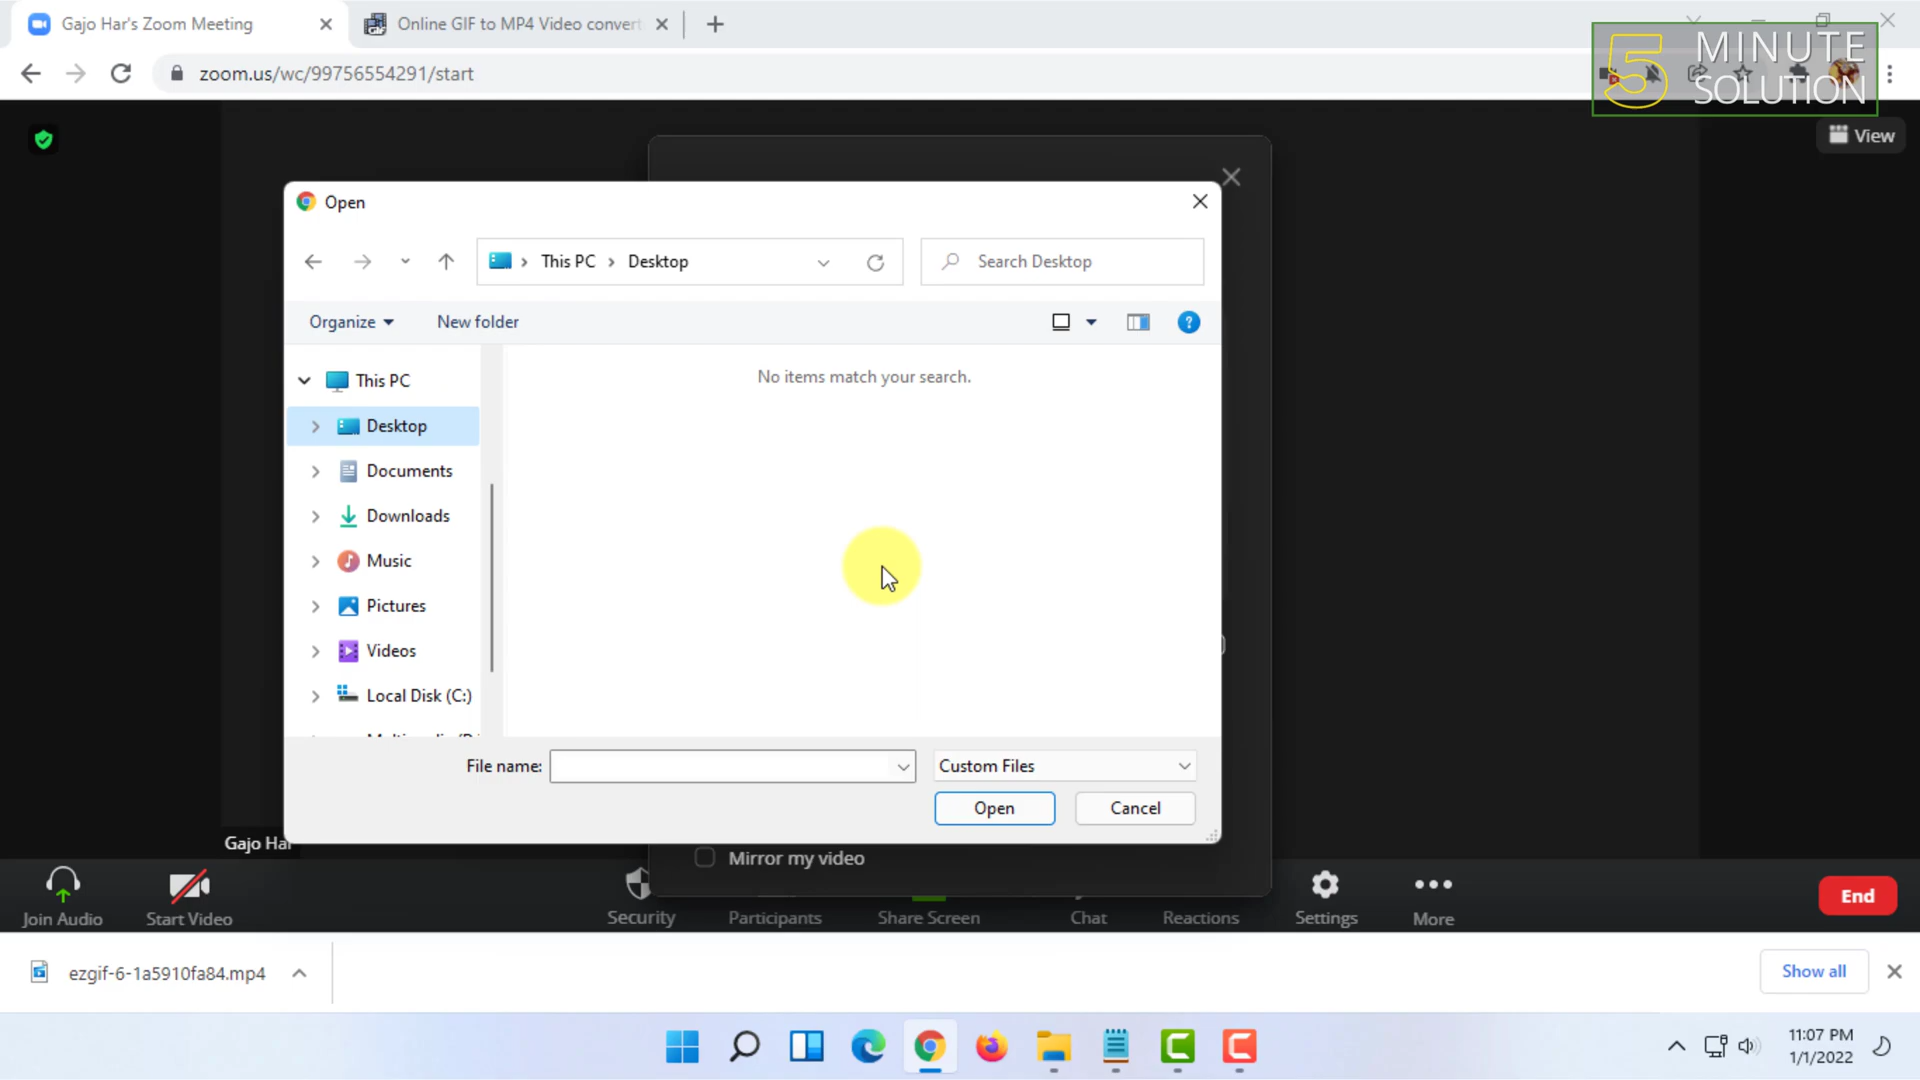 Gajo Har's Zoom Meeting
Online GIF to MP4 Video convert
zoom.us/wc/99756554291/start
5 MINUTE
SOLUTION
View
Open
This PC
Desktop
Search Desktop
Organize
New folder
This PC
Desktop
Documents
Downloads
Music
Pictures
Videos
Local Disk (C:)
No items match your search.
File name:
Custom Files
Open
Cancel
Gajo Har
Mirror my video
Join Audio
Start Video
Security
Participants
Share Screen
Chat
Reactions
Settings
More
End
ezgif-6-1a5910fa84.mp4
Show all
11:07 PM
1/1/2022